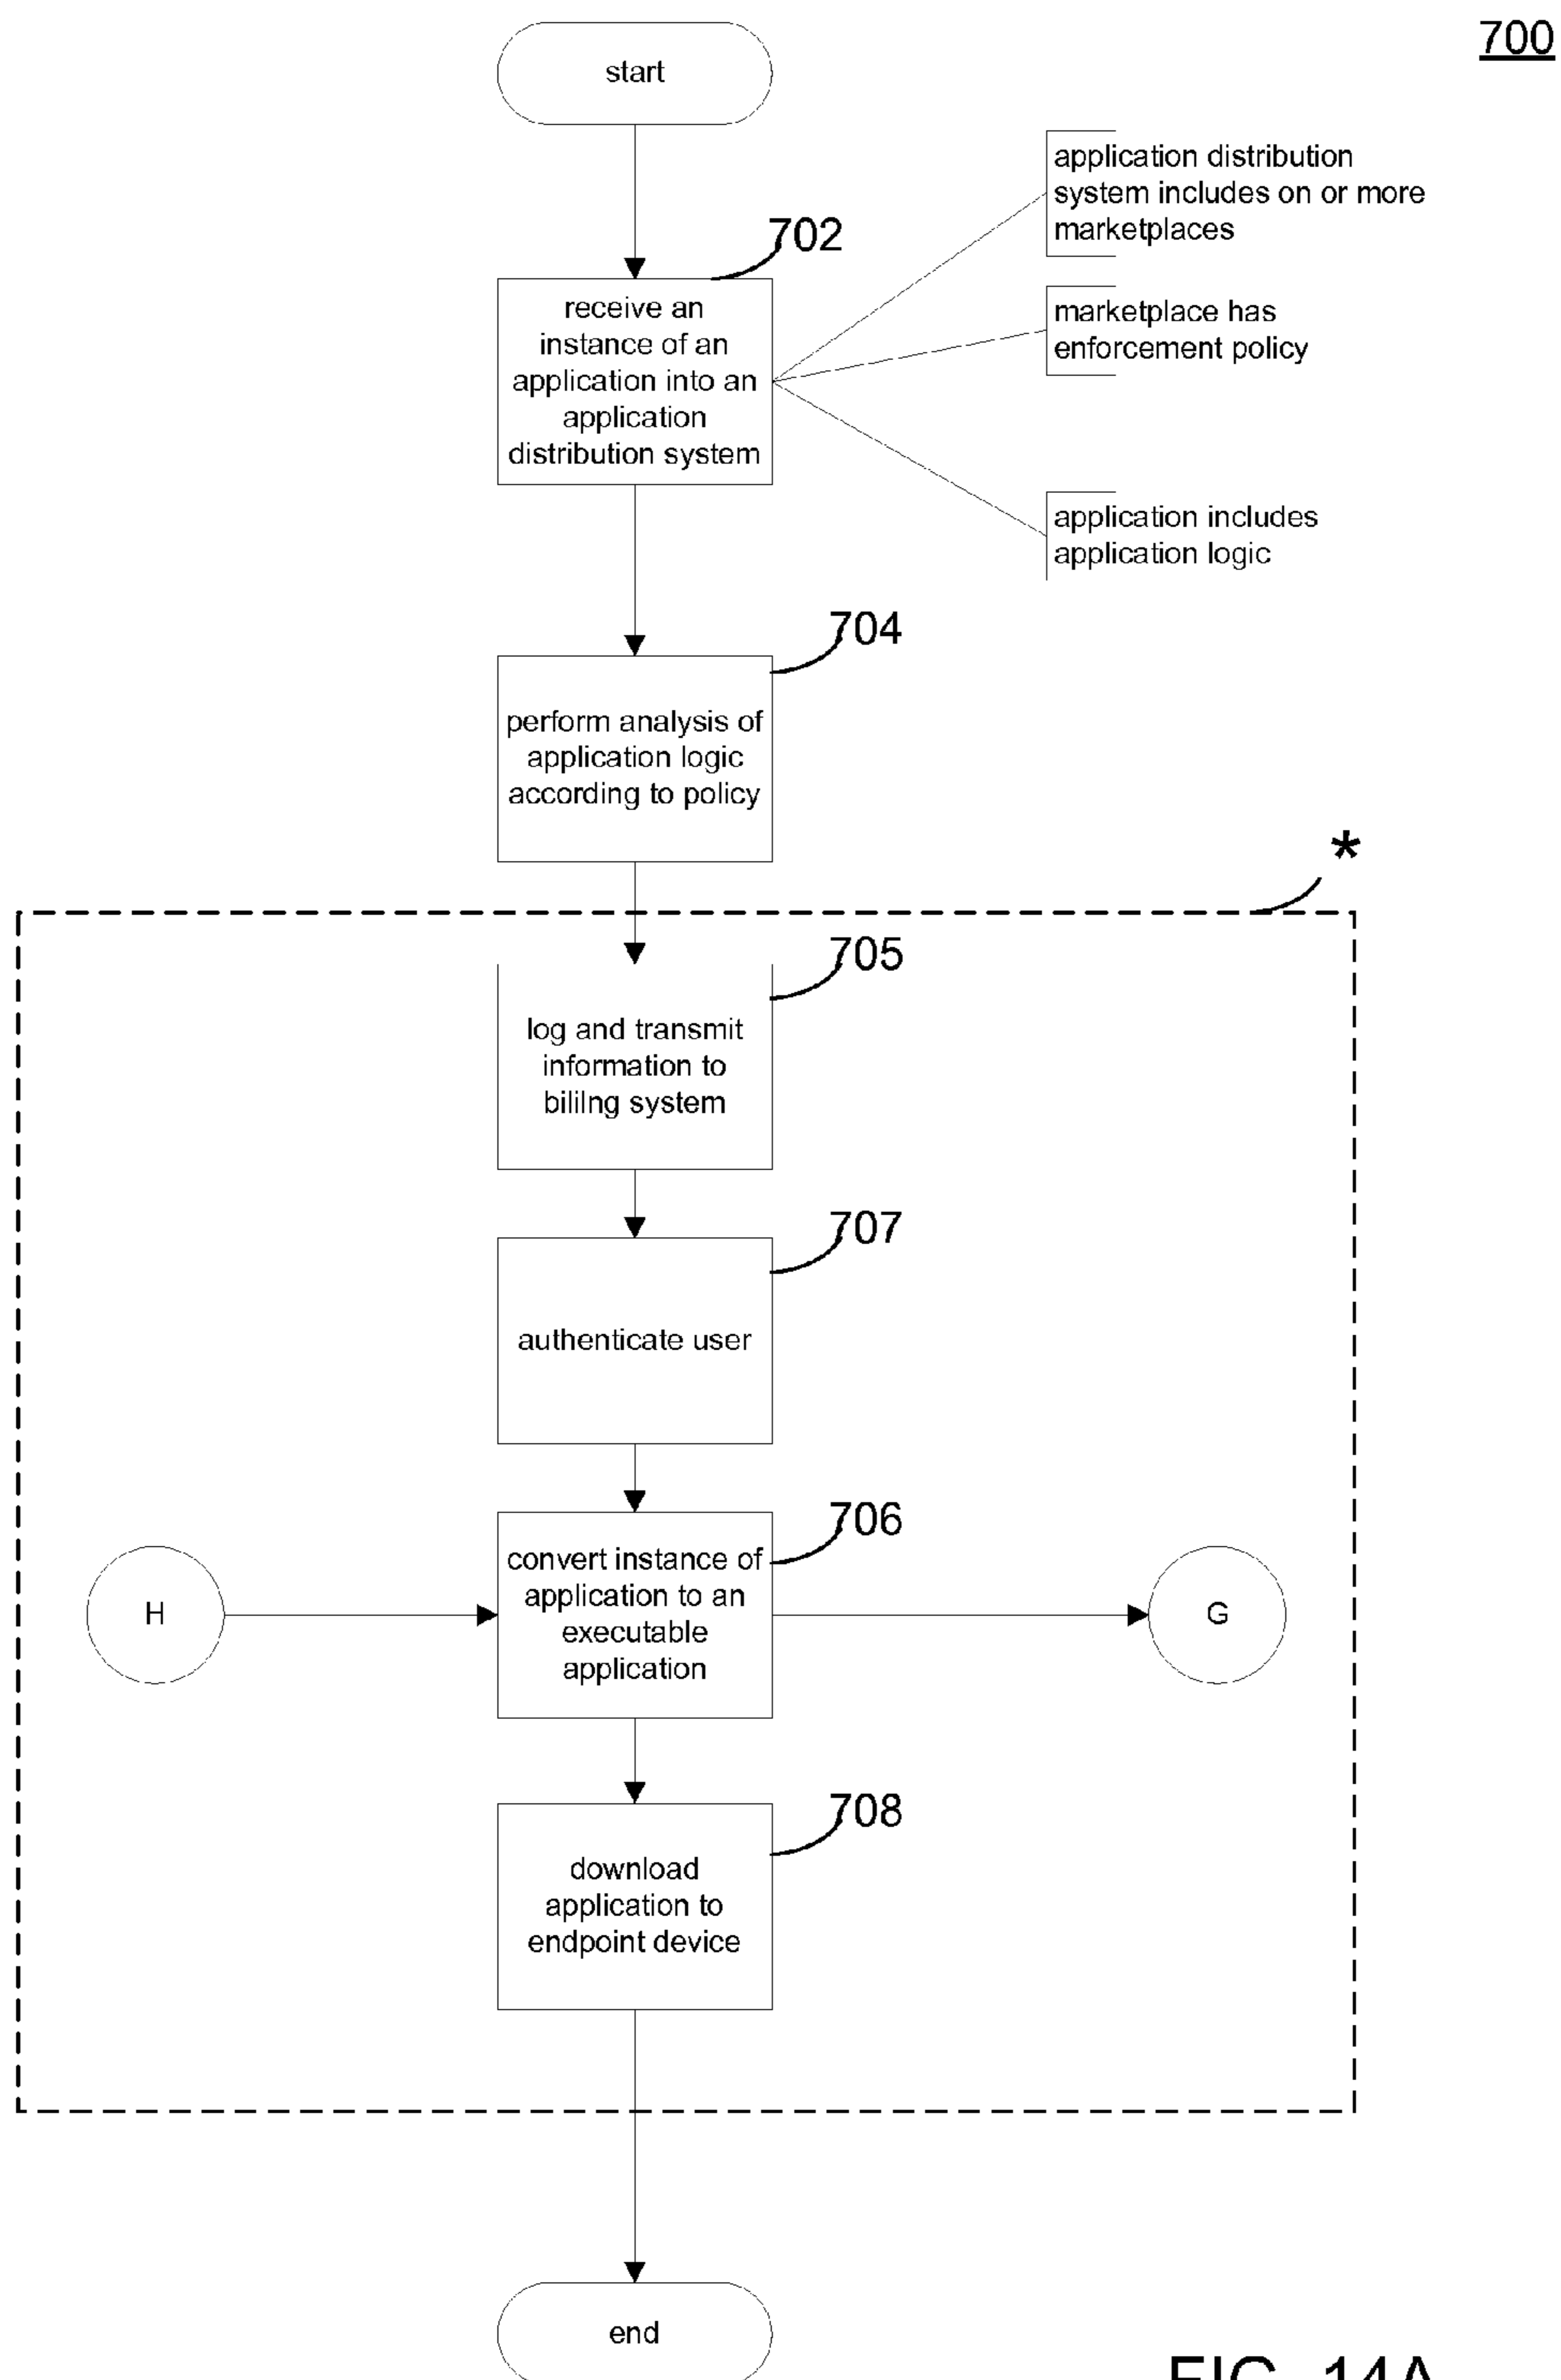 700
start
application distribution
system includes on or more
marketplaces
702
receive an
instance of an
application into an
application
distribution system
marketplace has
enforcement policy
application includes
application logic
704
perform analysis of
application logic
according to policy
*
705
log and transmit
information to
bililng system
707
authenticate user
706
convert instance of
application to an
executable
application
H
G
708
download
application to
endpoint device
end
FIG. 14A